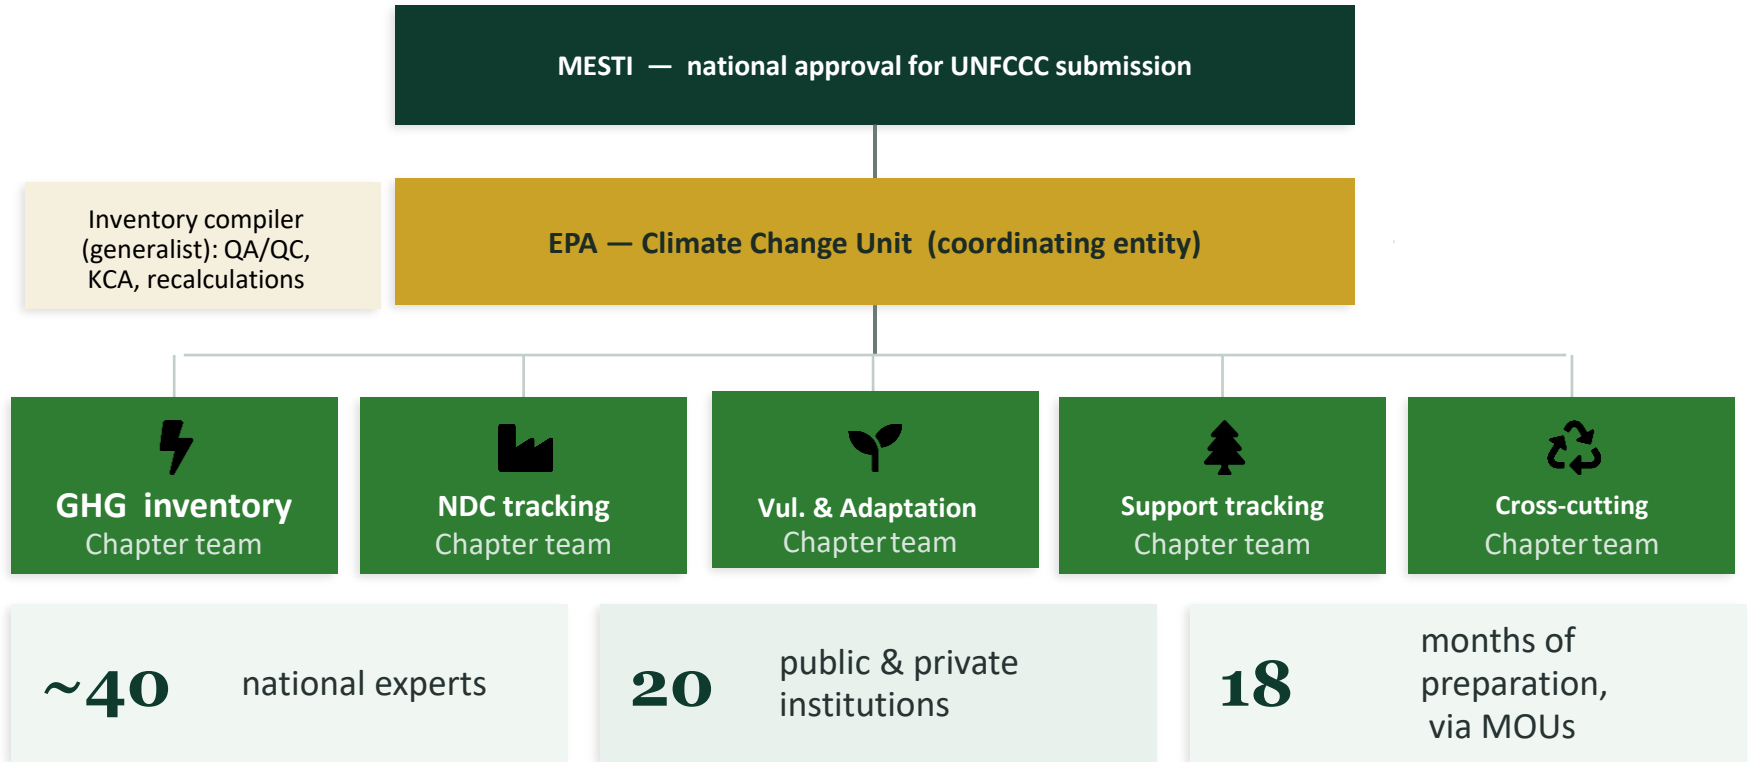 MESTI — national approval for UNFCCC submission
Inventory compiler
(generalist): QA/QC,
KCA, recalculations
EPA — Climate Change Unit (coordinating entity)
GHG inventory
Chapter team
NDC tracking
Chapter team
Vul. & Adaptation
Chapter team
Support tracking
Chapter team
Cross-cutting
Chapter team
~40
national experts
20
public & private
institutions
18
months of
preparation,
via MOUs